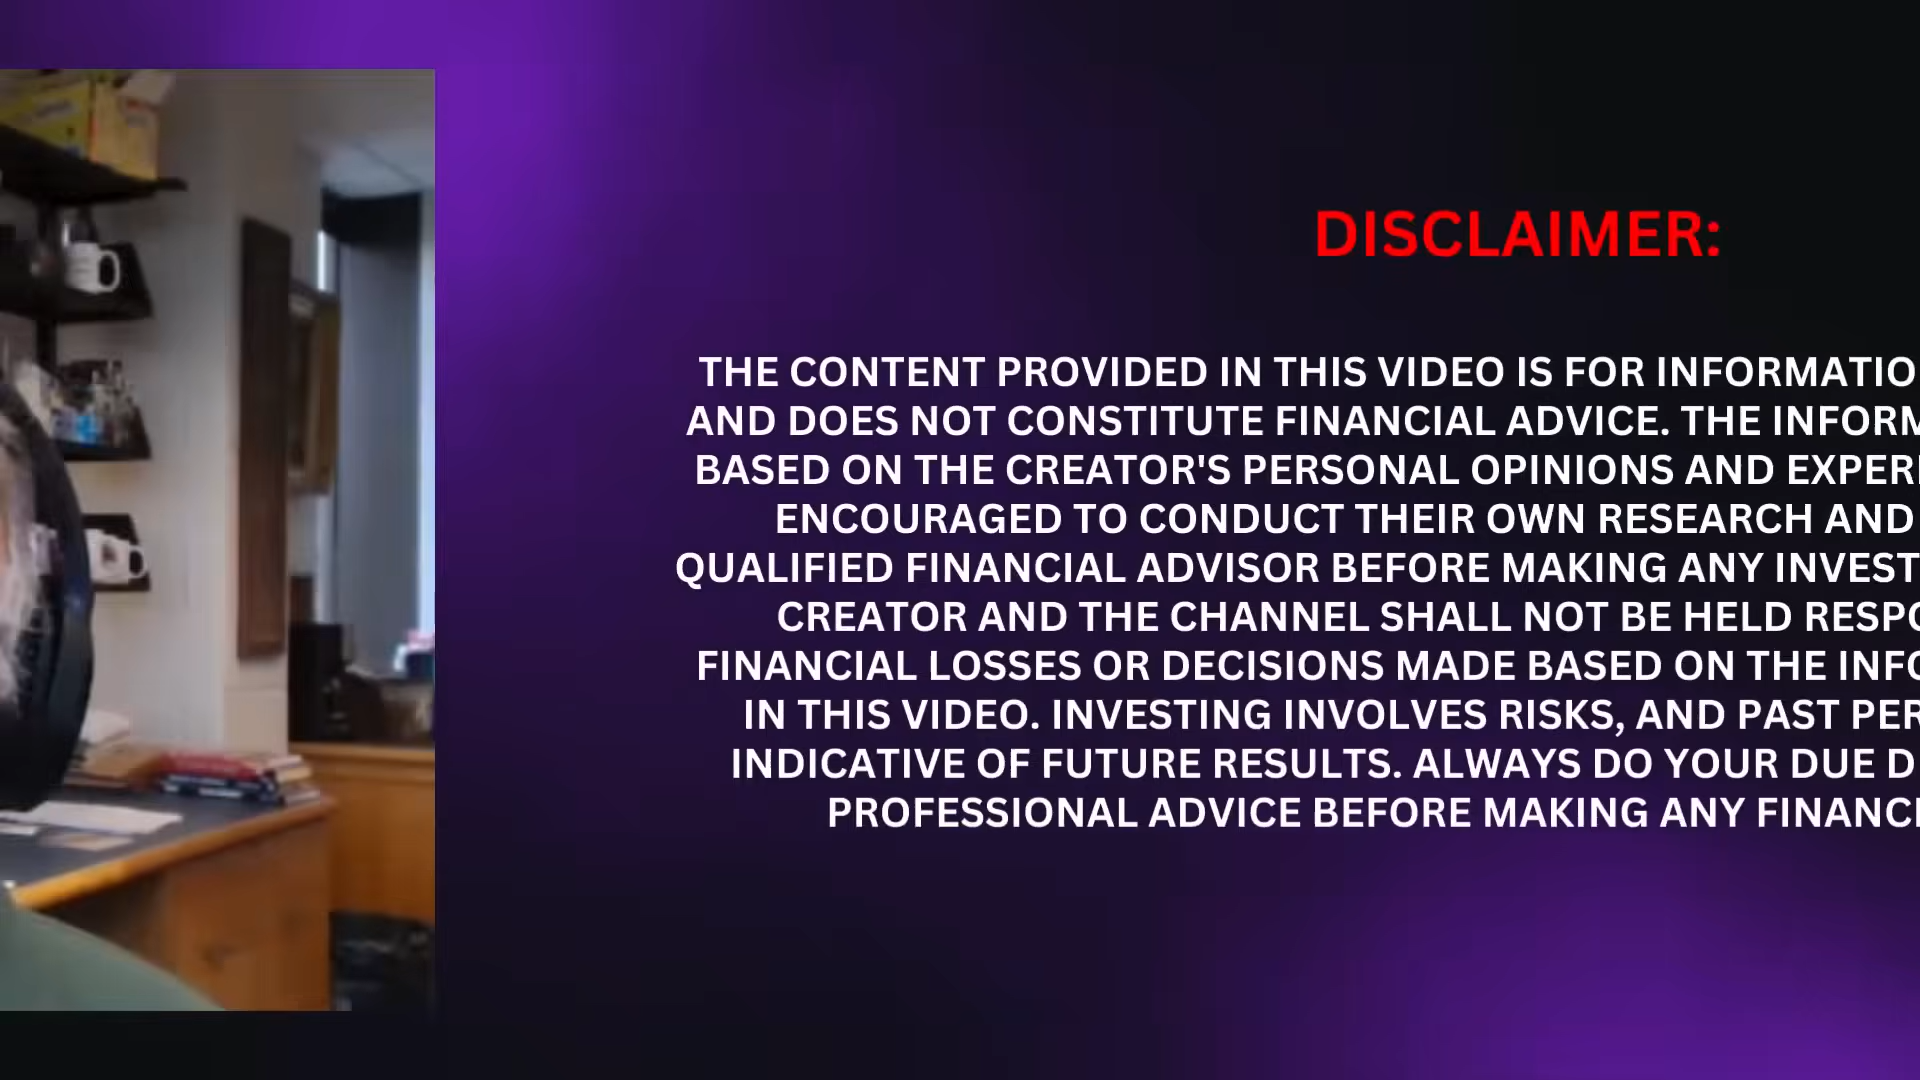 DISCLAIMER:
THE CONTENT PROVIDED IN THIS VIDEO IS FOR INFORMATIO
AND DOES NOT CONSTITUTE FINANCIAL ADVICE. THE INFORM
BASED ON THE CREATOR'S PERSONAL OPINIONS AND EXPERI
ENCOURAGED TO CONDUCT THEIR OWN RESEARCH AND
QUALIFIED FINANCIAL ADVISOR BEFORE MAKING ANY INVEST
CREATOR AND THE CHANNEL SHALL NOT BE HELD RESPO
FINANCIAL LOSSES OR DECISIONS MADE BASED ON THE INFO
IN THIS VIDEO. INVESTING INVOLVES RISKS, AND PAST PER
INDICATIVE OF FUTURE RESULTS. ALWAYS DO YOUR DUE D
PROFESSIONAL ADVICE BEFORE MAKING ANY FINANCI